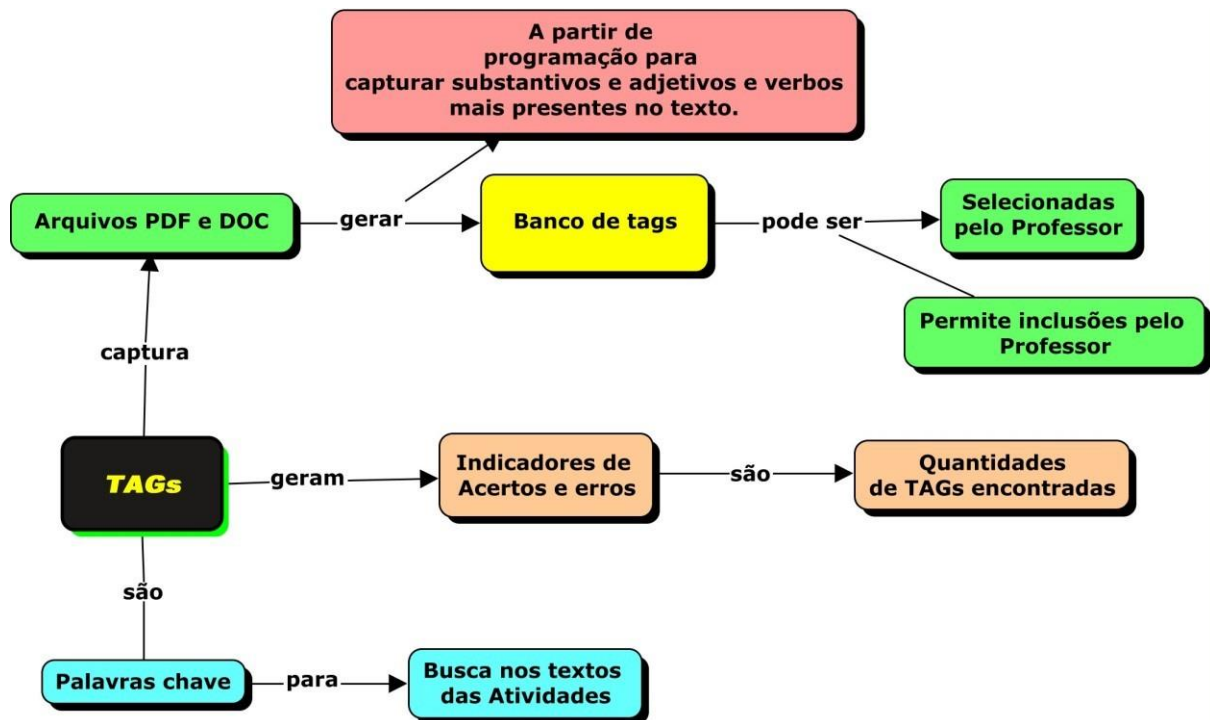 A partir de
programação para
capturar substantivos e adjetivos e verbos
mais presentes no texto.
Arquivos PDF e DOC
gerar
Banco de tags
pode ser
Selecionadas
pelo Professor
Permite inclusões pelo
Professor
captura
TAGs
geram
Indicadores de
Acertos e erros
são
Quantidades
de TAGs encontradas
são
Palavras chave
para
Busca nos textos
das Atividades